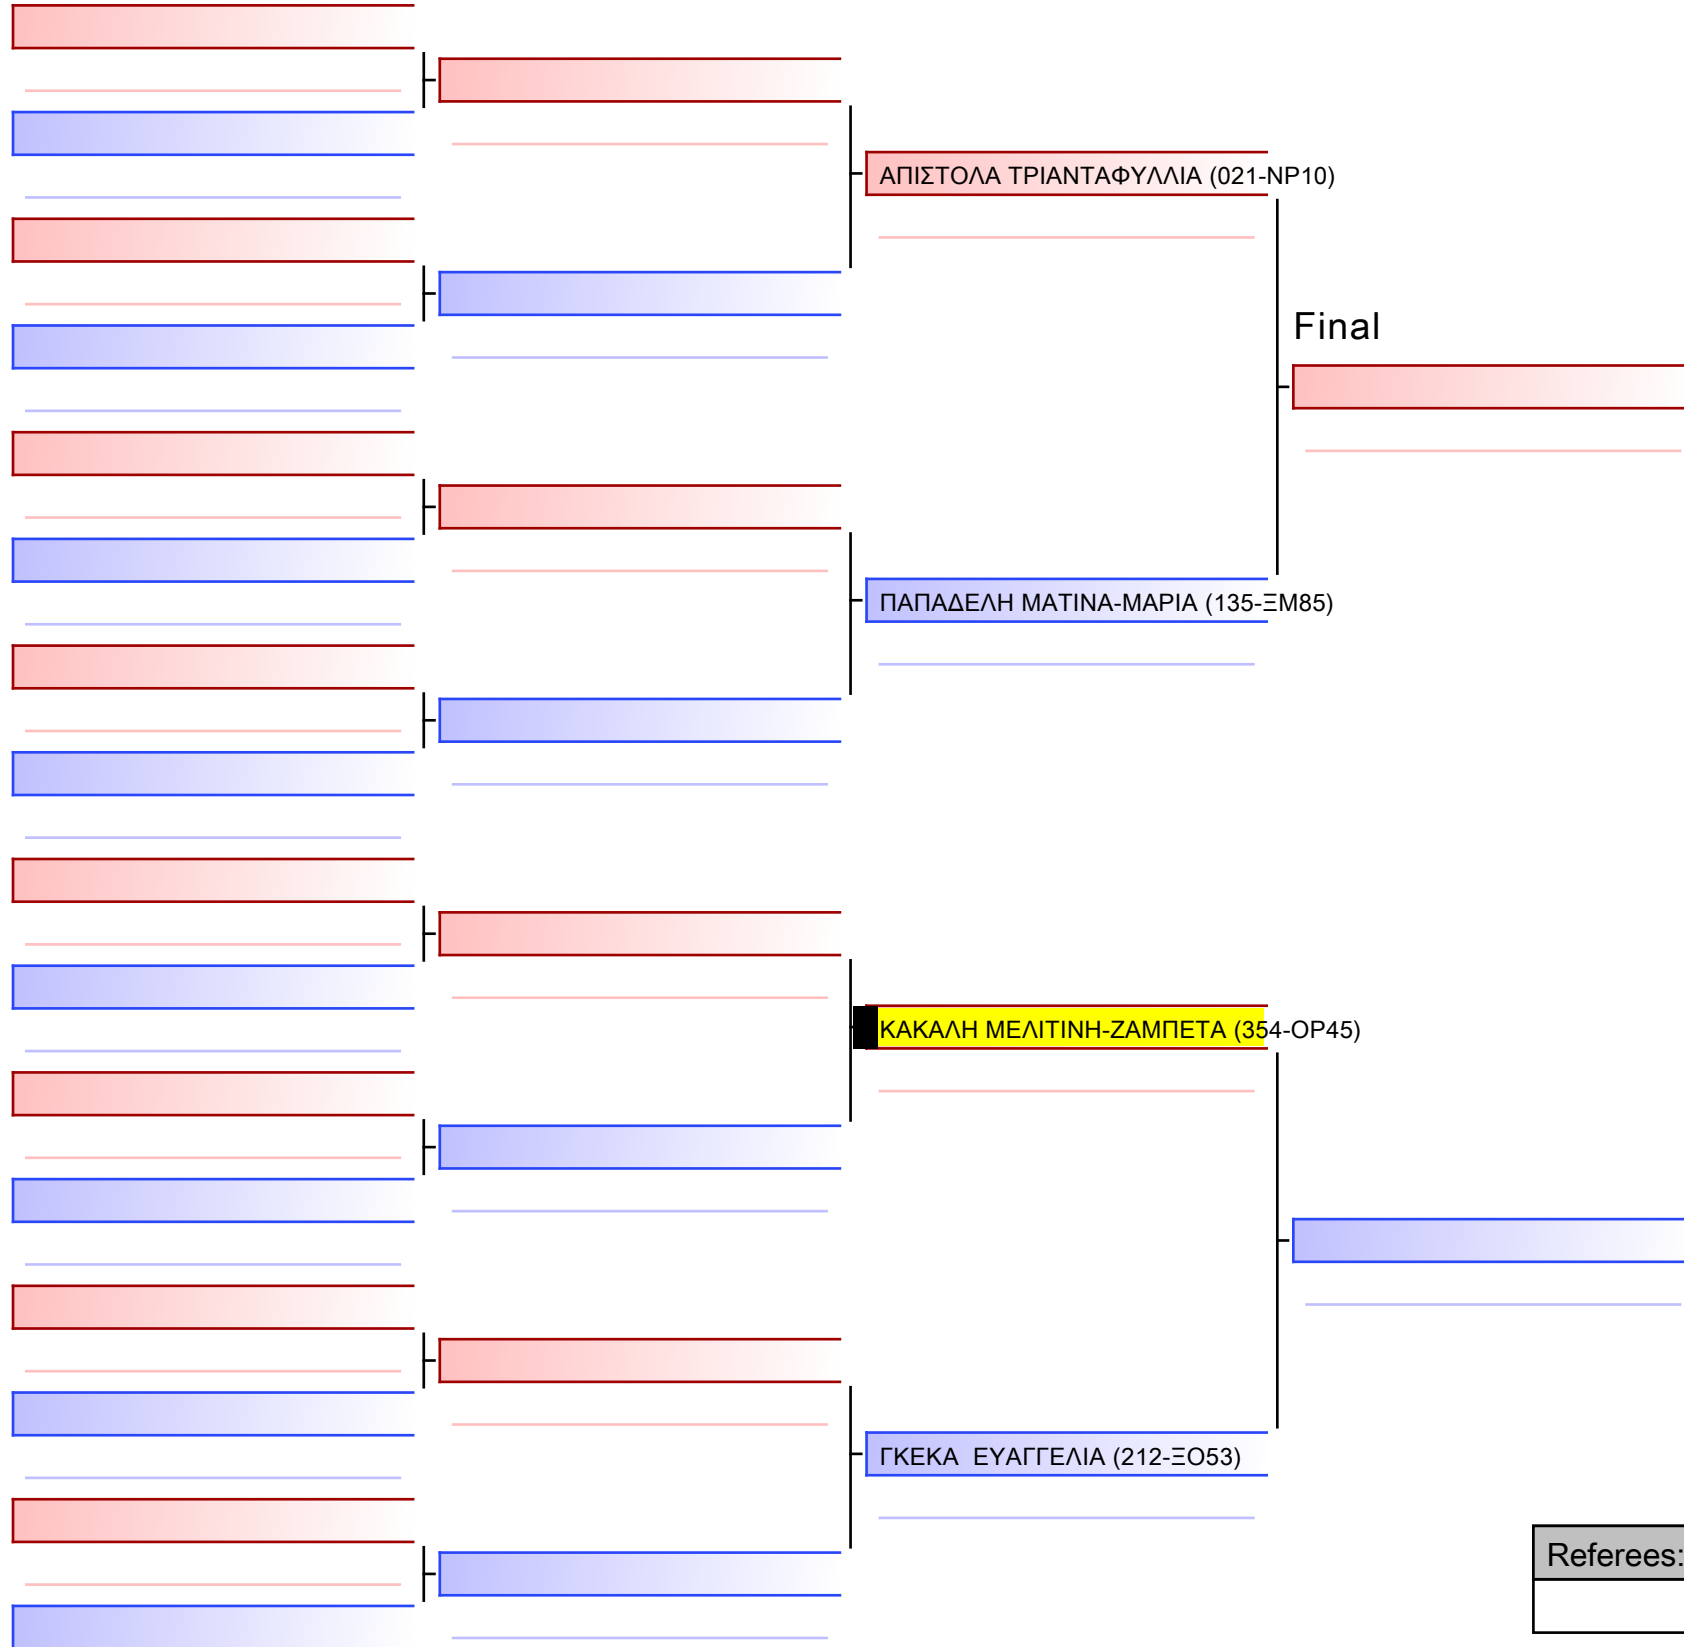 ΑΠΙΣΤΟΛΑ ΤΡΙΑΝΤΑΦΥΛΛΙΑ (021-ΝΡ10)
Final
ΠΑΠΑΔΕΛΗ ΜΑΤΙΝΑ-ΜΑΡΙΑ (135-ΞΜ85)
ΚΑΚΑΛΗ ΜΕΛΙΤΙΝΗ-ΖΑΜΠΕΤΑ (354-ΟΡ45)
ΓΚΕΚΑ  ΕΥΑΓΓΕΛΙΑ (212-ΞΟ53)
Referees: